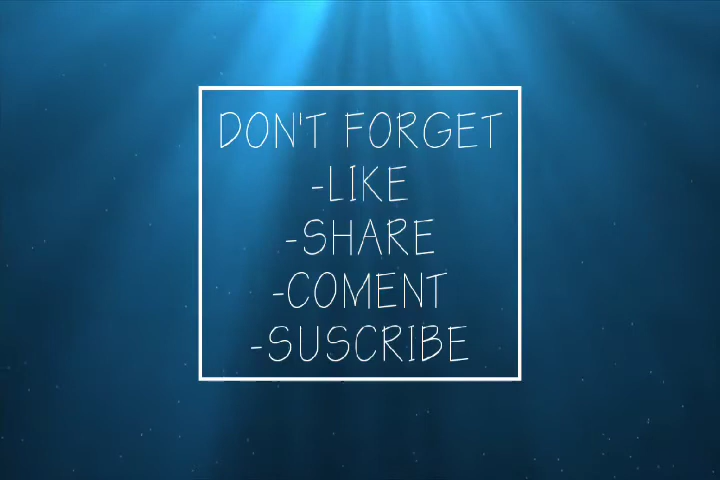 DON'T FORGET
-LIKE
-SHARE
-COMENT
-SUSCRIBE